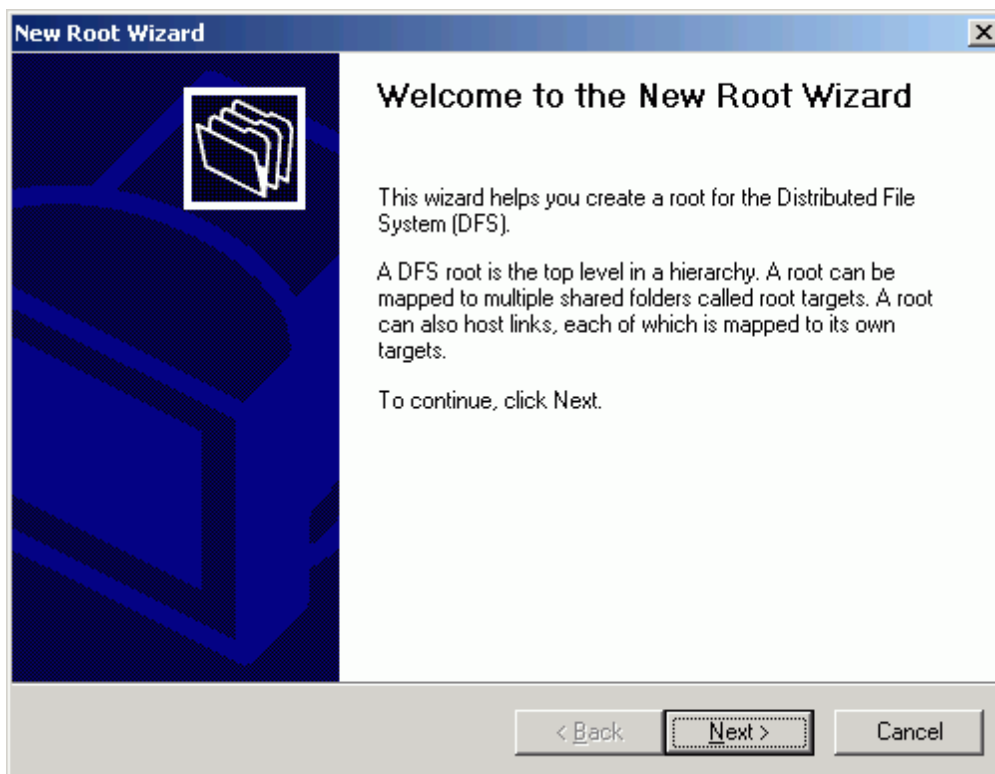 New Root Wizard
Welcome to the New Root Wizard
This wizard helps you create a root for the Distributed File
System (DFS).
A DFS root is the top level in a hierarchy. A root can be
mapped to multiple shared folders called root targets. A root
can also host links, each of which is mapped to its own
targets.
To continue, click Next.
< Back Next > Cancel